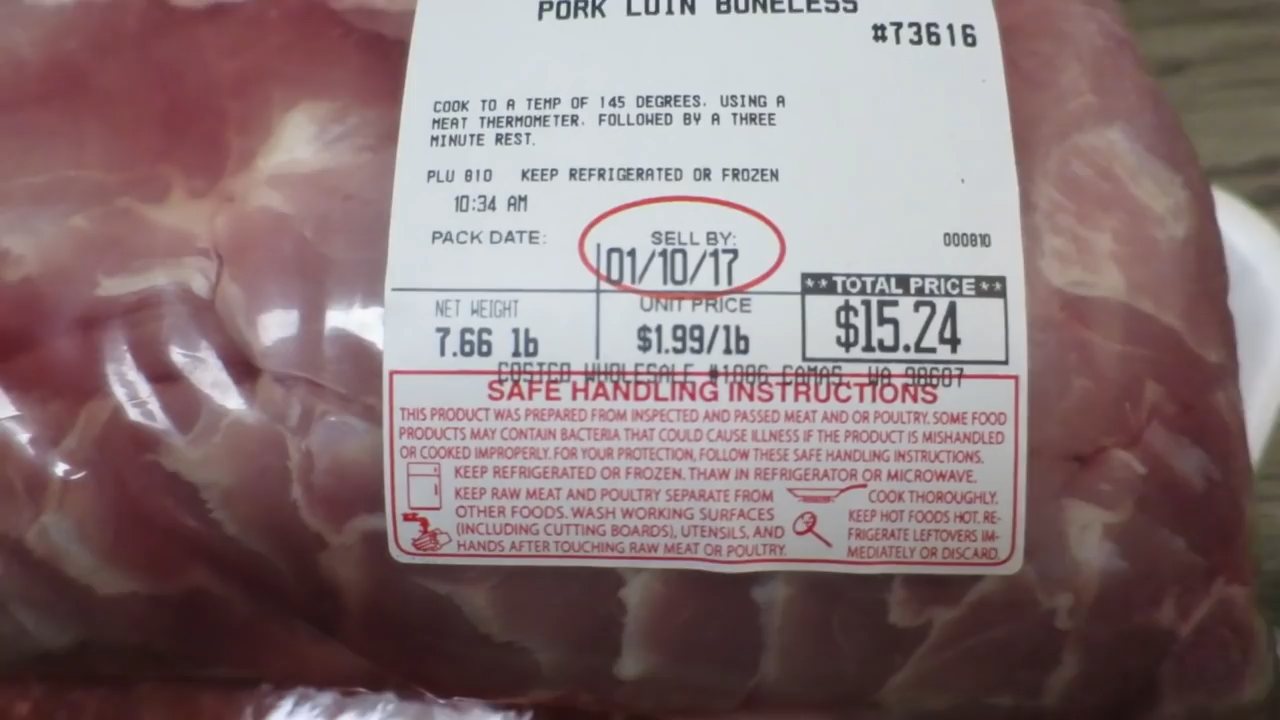 PORK LOIN BONELESS
#73616
COOK TO A TEMP OF 145 DEGREES. USING A
MEAT THERMOMETER. FOLLOWED BY A THREE
MINUTE REST.
PLU 810 KEEP REFRIGERATED OR FROZEN
10:34 AM
PACK DATE: SELL BY: 000810
01/10/17
NET WEIGHT UNIT PRICE **TOTAL PRICE**
7.66 lb $1.99/lb $15.24
COSTCO WHOLESALE #1086 CAMAS, WA 98607
SAFE HANDLING INSTRUCTIONS
THIS PRODUCT WAS PREPARED FROM INSPECTED AND PASSED MEAT AND OR POULTRY. SOME FOOD
PRODUCTS MAY CONTAIN BACTERIA THAT COULD CAUSE ILLNESS IF THE PRODUCT IS MISHANDLED
OR COOKED IMPROPERLY. FOR YOUR PROTECTION, FOLLOW THESE SAFE HANDLING INSTRUCTIONS.
KEEP REFRIGERATED OR FROZEN. THAW IN REFRIGERATOR OR MICROWAVE.
KEEP RAW MEAT AND POULTRY SEPARATE FROM
OTHER FOODS. WASH WORKING SURFACES
(INCLUDING CUTTING BOARDS), UTENSILS, AND
HANDS AFTER TOUCHING RAW MEAT OR POULTRY.
COOK THOROUGHLY.
KEEP HOT FOODS HOT. RE-
FRIGERATE LEFTOVERS IM-
MEDIATELY OR DISCARD.